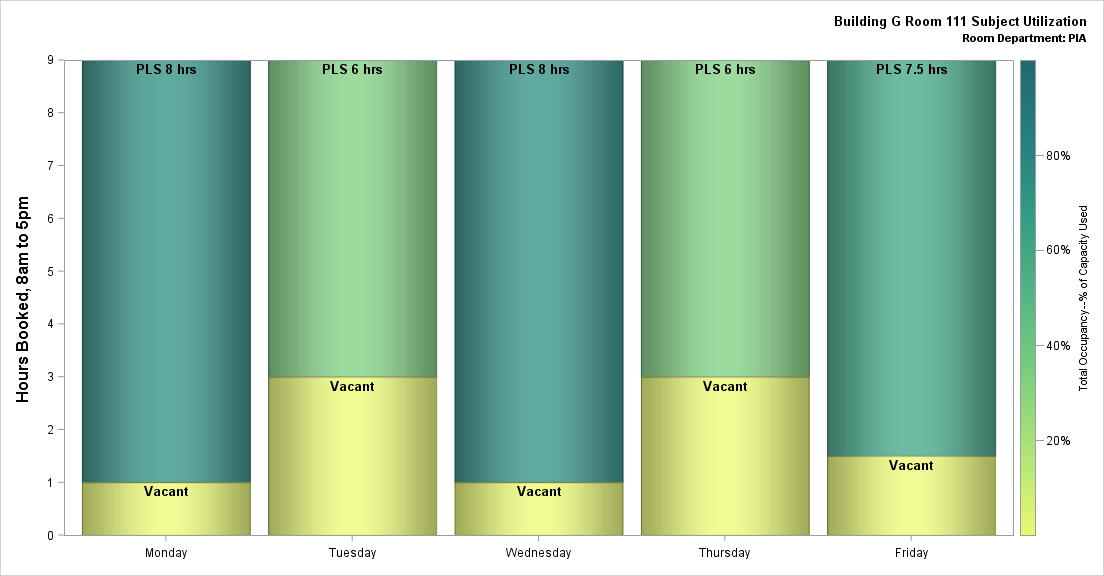 Building G Room 111 Subject Utilization
Room Department: PIA
Hours Booked, 8am to 5pm
9
8
7
6
5
4
3
2
1
0
PLS 8 hrs
PLS 6 hrs
PLS 8 hrs
PLS 6 hrs
PLS 7.5 hrs
Vacant
Vacant
Vacant
Vacant
Vacant
Monday
Tuesday
Wednesday
Thursday
Friday
80%
60%
40%
20%
Total Occupancy--% of Capacity Used